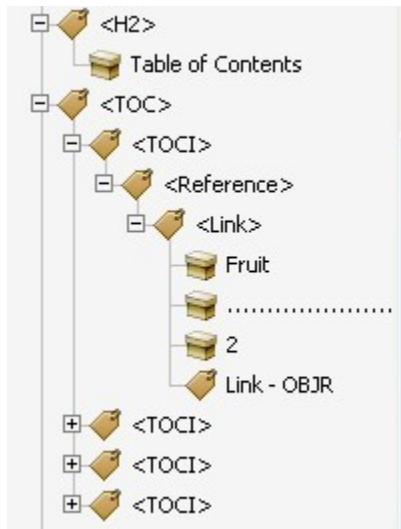 <H2>
Table of Contents
<TOC>
<TOCI>
<Reference>
<Link>
Fruit
.....................
2
Link - OBJR
<TOCI>
<TOCI>
<TOCI>